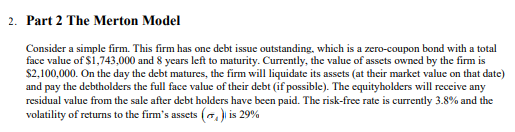 2. Part 2 The Merton Model
Consider a simple firm. This firm has one debt issue outstanding, which is a zero-coupon bond with a total
face value of $1,743,000 and 8 years left to maturity. Currently, the value of assets owned by the firm is
$2,100,000. On the day the debt matures, the firm will liquidate its assets (at their market value on that date)
and pay the debtholders the full face value of their debt (if possible). The equityholders will receive any
residual value from the sale after debt holders have been paid. The risk-free rate is currently 3.8% and the
volatility of returns to the firm's assets (σ ) is 29%